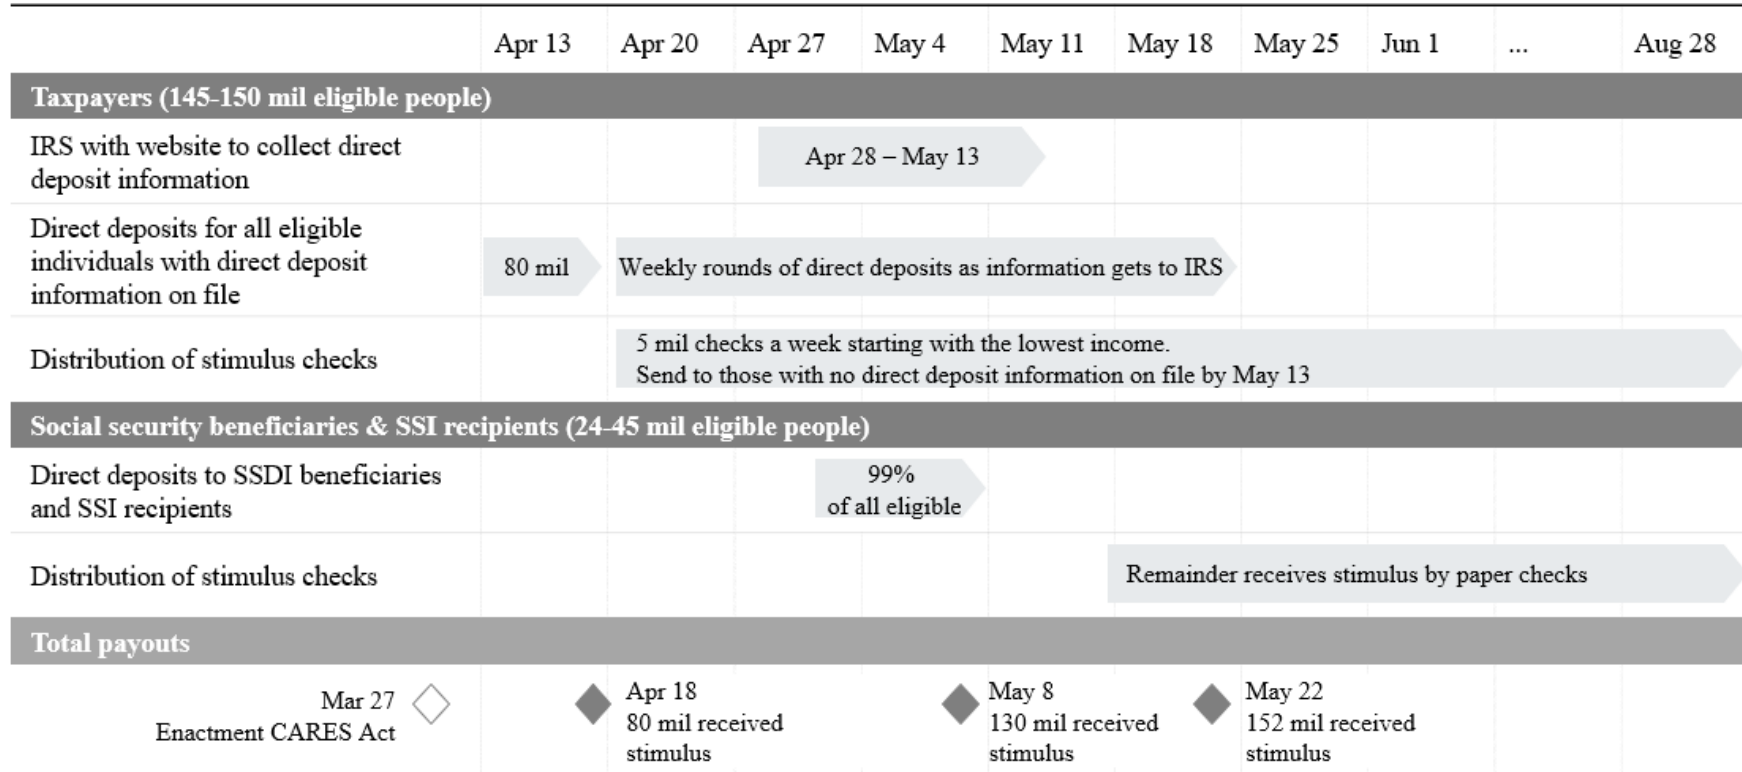 Apr 13 Apr 20 Apr 27 May 4 May 11 May 18 May 25 Jun 1 ... Aug 28
Taxpayers (145-150 mil eligible people)
IRS with website to collect direct
deposit information
Apr 28 – May 13
Direct deposits for all eligible
individuals with direct deposit
information on file
80 mil
Weekly rounds of direct deposits as information gets to IRS
Distribution of stimulus checks
5 mil checks a week starting with the lowest income.
Send to those with no direct deposit information on file by May 13
Social security beneficiaries & SSI recipients (24-45 mil eligible people)
Direct deposits to SSDI beneficiaries
and SSI recipients
99%
of all eligible
Distribution of stimulus checks
Remainder receives stimulus by paper checks
Total payouts
Mar 27
Enactment CARES Act
Apr 18
80 mil received
stimulus
May 8
130 mil received
stimulus
May 22
152 mil received
stimulus